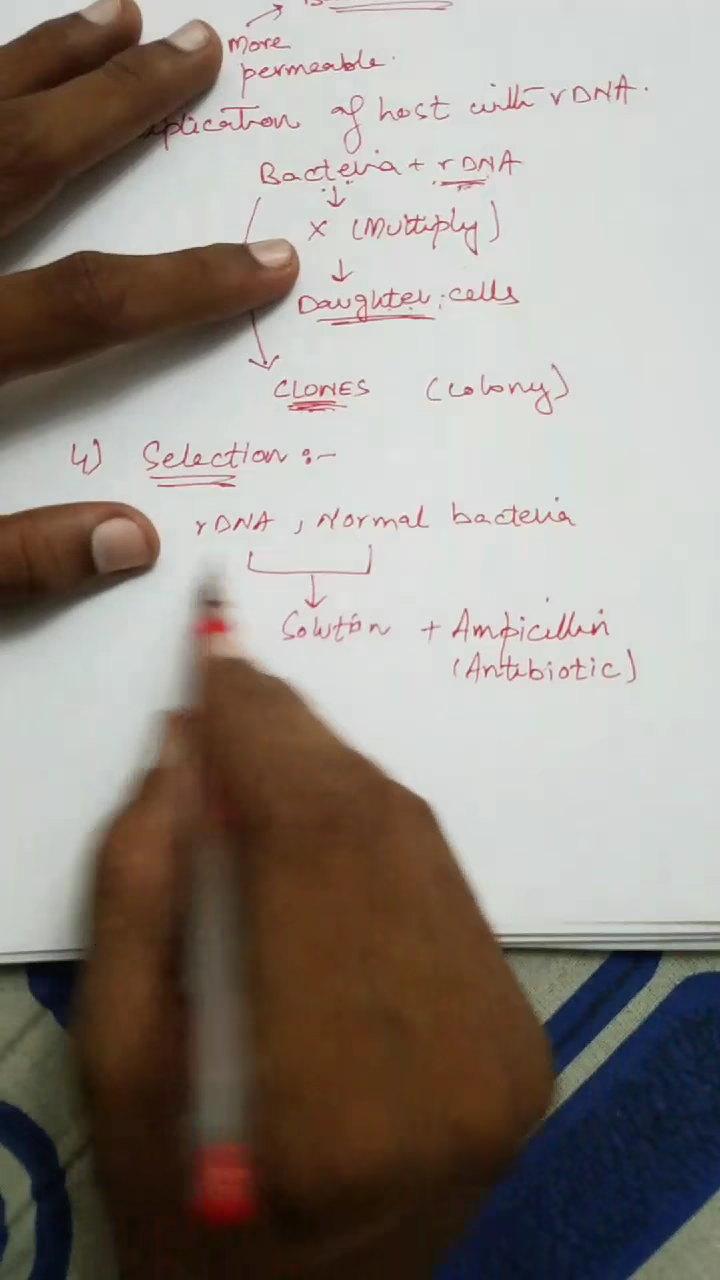 More
permeable.
of host with rDNA.
Bacteria + rDNA
↓
x (Multiply)
↓
Daughter cells
CLONES (colony)
4) Selection :-
rDNA, Normal bacteria
↓
Solution + Ampicillin
(Antibiotic)